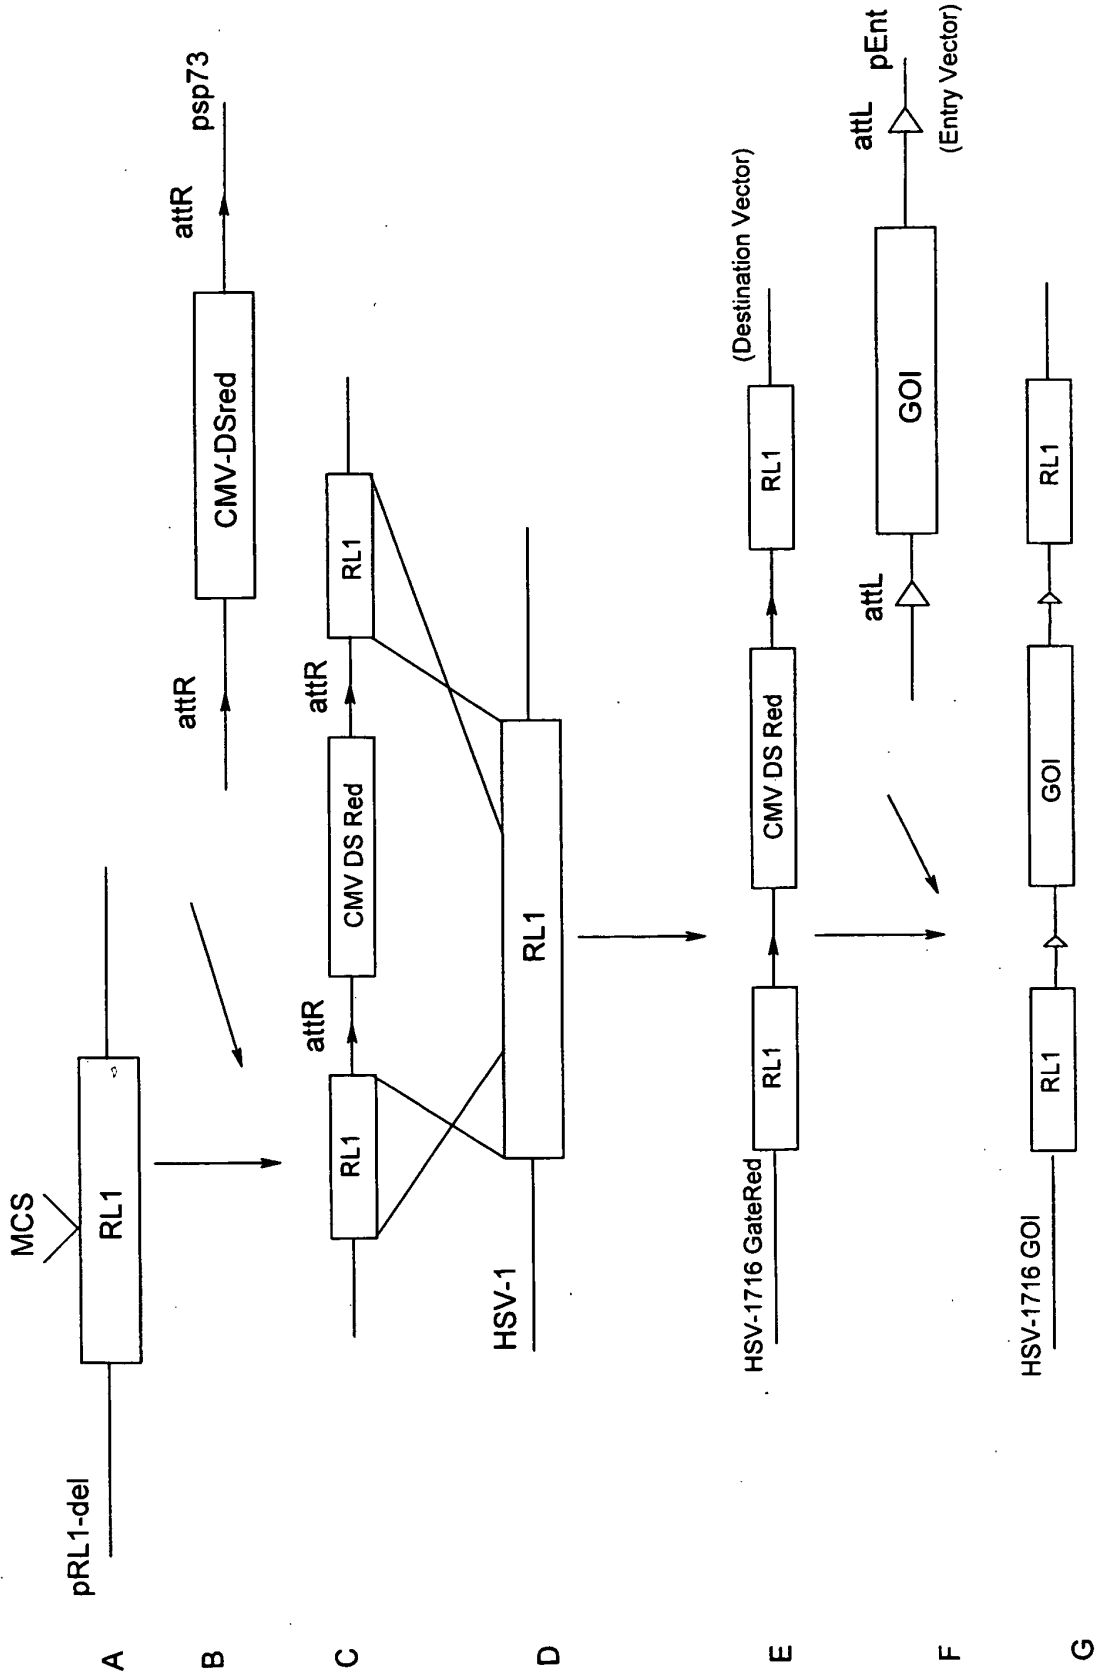 A
pRL1-del
MCS
RL1
B
attR
CMV-DSred
attR
psp73
C
RL1
attR
CMV DS Red
attR
RL1
D
HSV-1
RL1
E
HSV-1716 GateRed
RL1
CMV DS Red
RL1
(Destination Vector)
F
attL
GOI
attL
pEnt
(Entry Vector)
G
HSV-1716 GOI
RL1
GOI
RL1